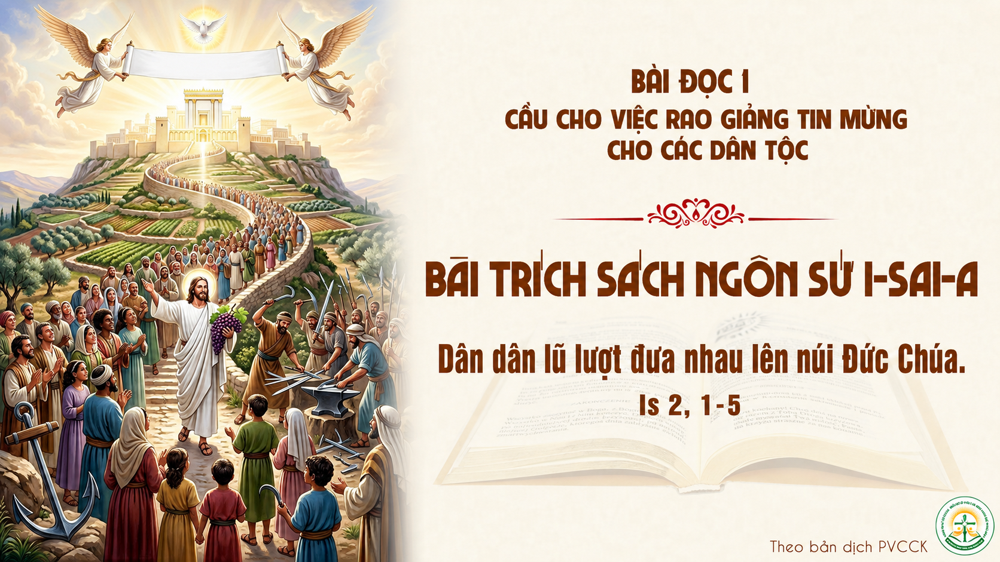 BÀI ĐỌC 1
CẦU CHO VIỆC RAO GIẢNG TIN MỪNG
CHO CÁC DÂN TỘC
BÀI TRÍCH SÁCH NGÔN SỨ I-SAI-A
Dân dân lũ lượt đưa nhau lên núi Đức Chúa.
Is 2, 1-5
Theo bản dịch PVCCK